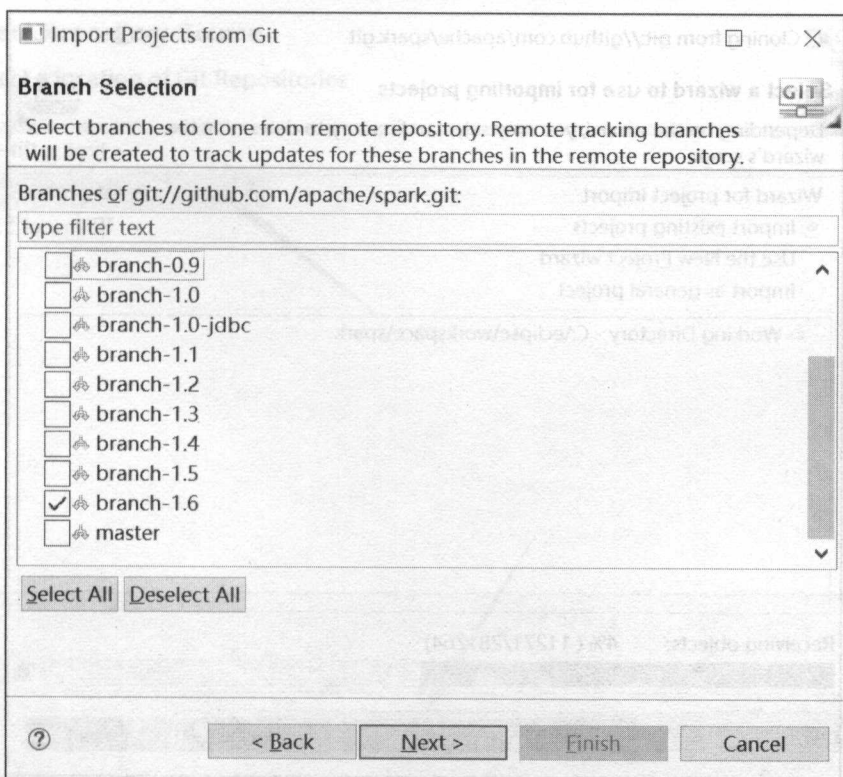 Import Projects from Git
Branch Selection
GIT
Select branches to clone from remote repository. Remote tracking branches
will be created to track updates for these branches in the remote repository.
Branches of git://github.com/apache/spark.git:
type filter text
branch-0.9
branch-1.0
branch-1.0-jdbc
branch-1.1
branch-1.2
branch-1.3
branch-1.4
branch-1.5
branch-1.6
master
Select All Deselect All
< Back Next > Finish Cancel